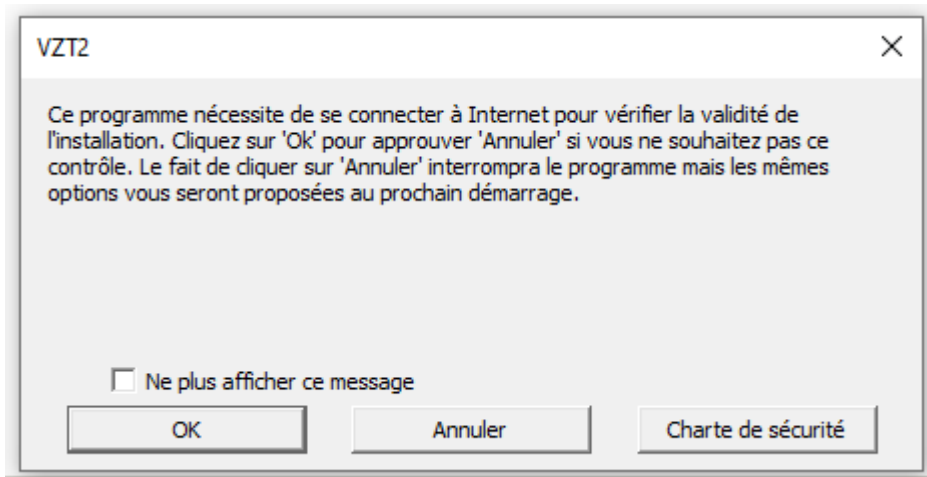 VZT2
Ce programme nécessite de se connecter à Internet pour vérifier la validité de
l'installation. Cliquez sur 'Ok' pour approuver 'Annuler' si vous ne souhaitez pas ce
contrôle. Le fait de cliquer sur 'Annuler' interrompra le programme mais les mêmes
options vous seront proposées au prochain démarrage.
Ne plus afficher ce message
OK Annuler Charte de sécurité